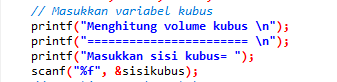 // Masukkan variabel kubus
printf("Menghitung volume kubus \n");
printf("======================== \n");
printf("Masukkan sisi kubus= ");
scanf("%f", &sisikubus);